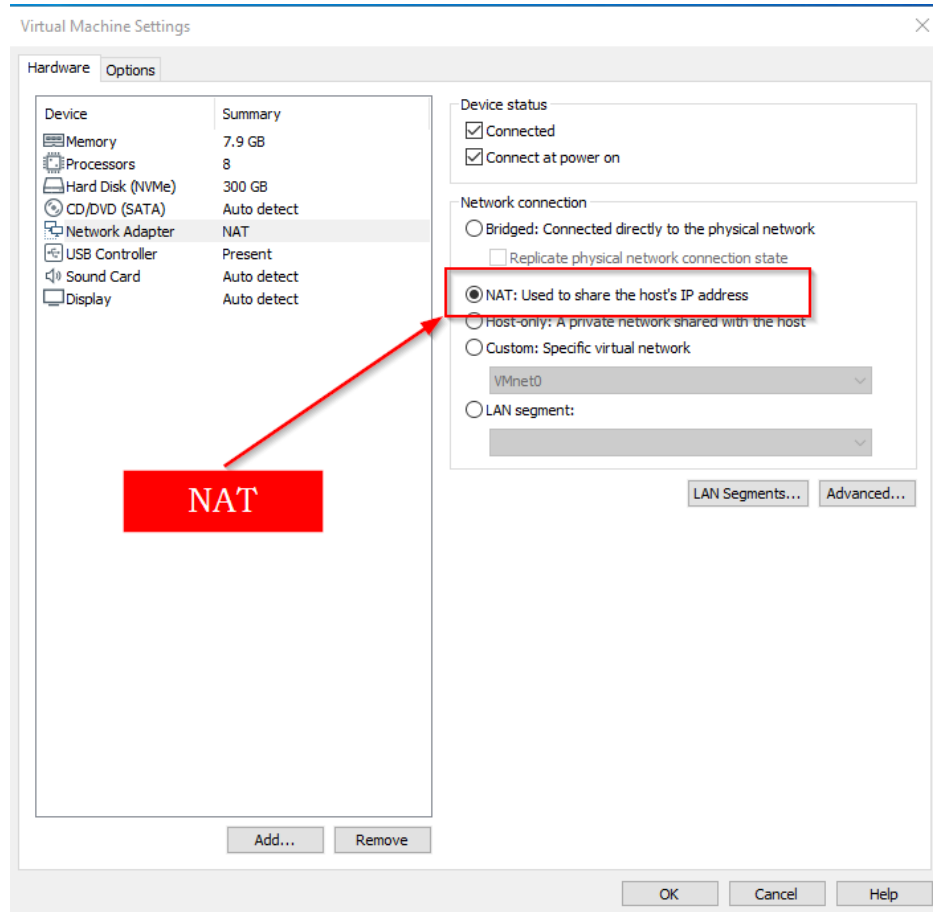 Virtual Machine Settings
Hardware Options
Device Summary
Memory 7.9 GB
Processors 8
Hard Disk (NVMe) 300 GB
CD/DVD (SATA) Auto detect
Network Adapter NAT
USB Controller Present
Sound Card Auto detect
Display Auto detect
Add... Remove
Device status
Connected
Connect at power on
Network connection
Bridged: Connected directly to the physical network
Replicate physical network connection state
NAT: Used to share the host's IP address
Host-only: A private network shared with the host
Custom: Specific virtual network
VMnet0
LAN segment:
LAN Segments... Advanced...
NAT
OK Cancel Help